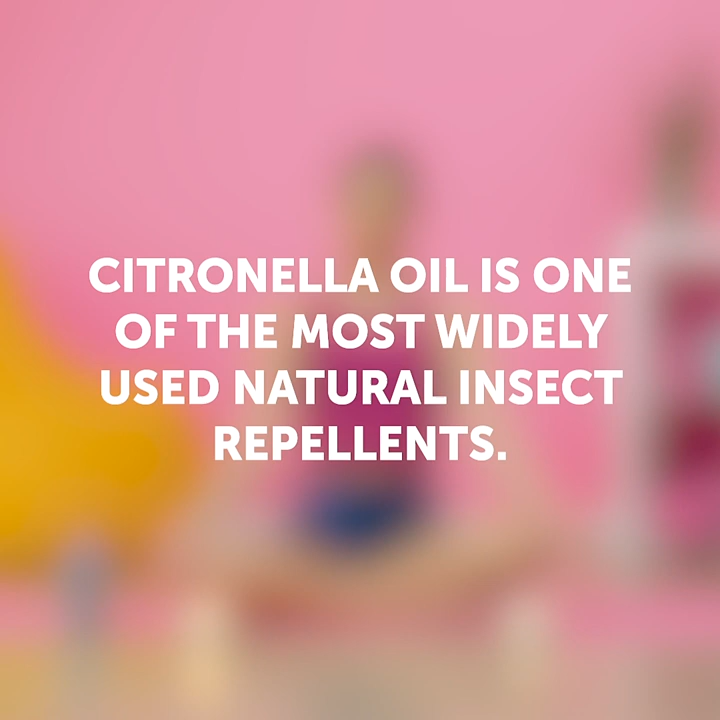 CITRONELLA OIL IS ONE
OF THE MOST WIDELY
USED NATURAL INSECT
REPELLENTS.